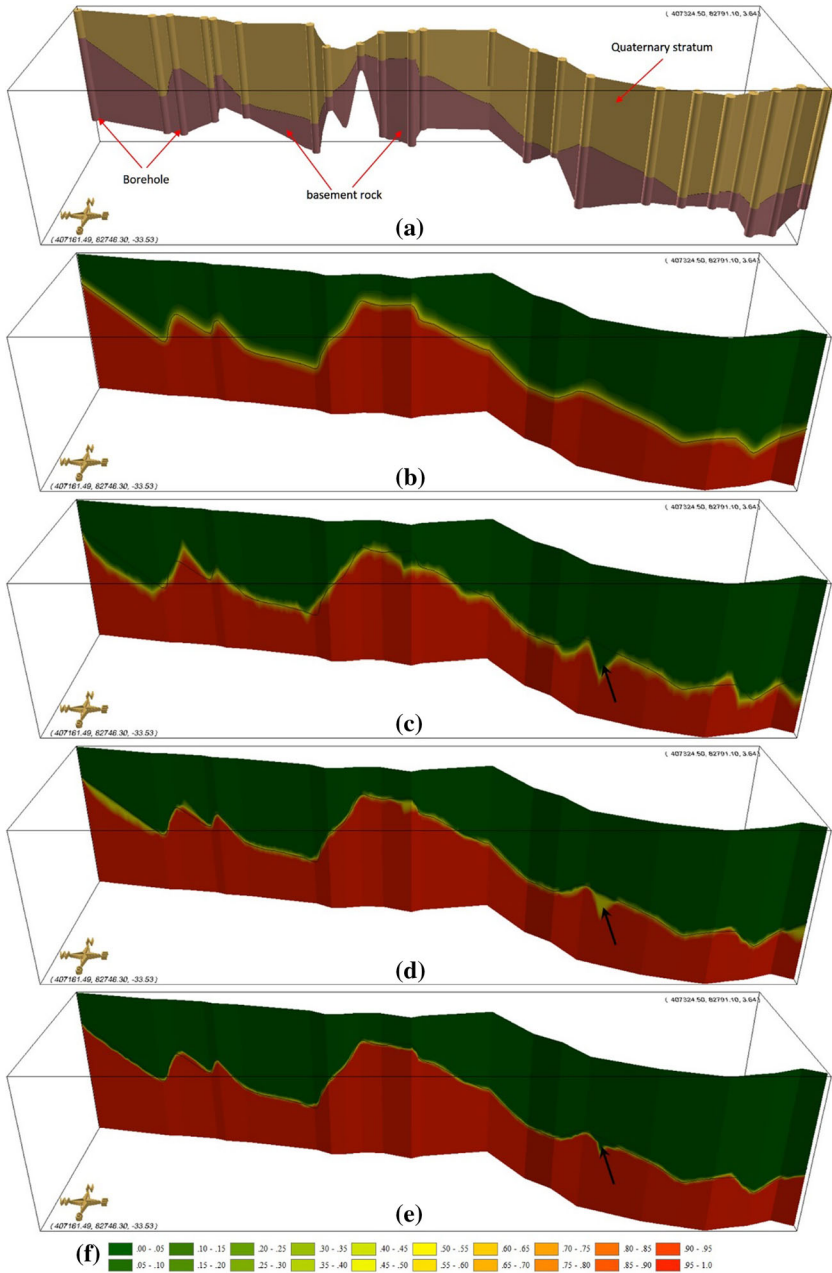 ( 407324.50, 82791.10, 3.64)
Quaternary stratum
Borehole
basement rock
N
W E
S
( 407161.49, 82746.30, -33.53)
(a)
( 407324.50, 82791.10, 3.64)
N
W E
S
( 407161.49, 82746.30, -33.53)
(b)
( 407324.50, 82791.10, 3.64)
N
W E
S
( 407161.49, 82746.30, -33.53)
(c)
( 407324.50, 82791.10, 3.64)
N
W E
S
( 407161.49, 82746.30, -33.53)
(d)
( 407324.50, 82791.10, 3.64)
N
W E
S
( 407161.49, 82746.30, -33.53)
(e)
(f) .00 - .05 .10 - .15 .20 - .25 .30 - .35 .40 - .45 .50 - .55 .60 - .65 .70 - .75 .80 - .85 .90 - .95
.05 - .10 .15 - .20 .25 - .30 .35 - .40 .45 - .50 .55 - .60 .65 - .70 .75 - .80 .85 - .90 .95 - 1.0